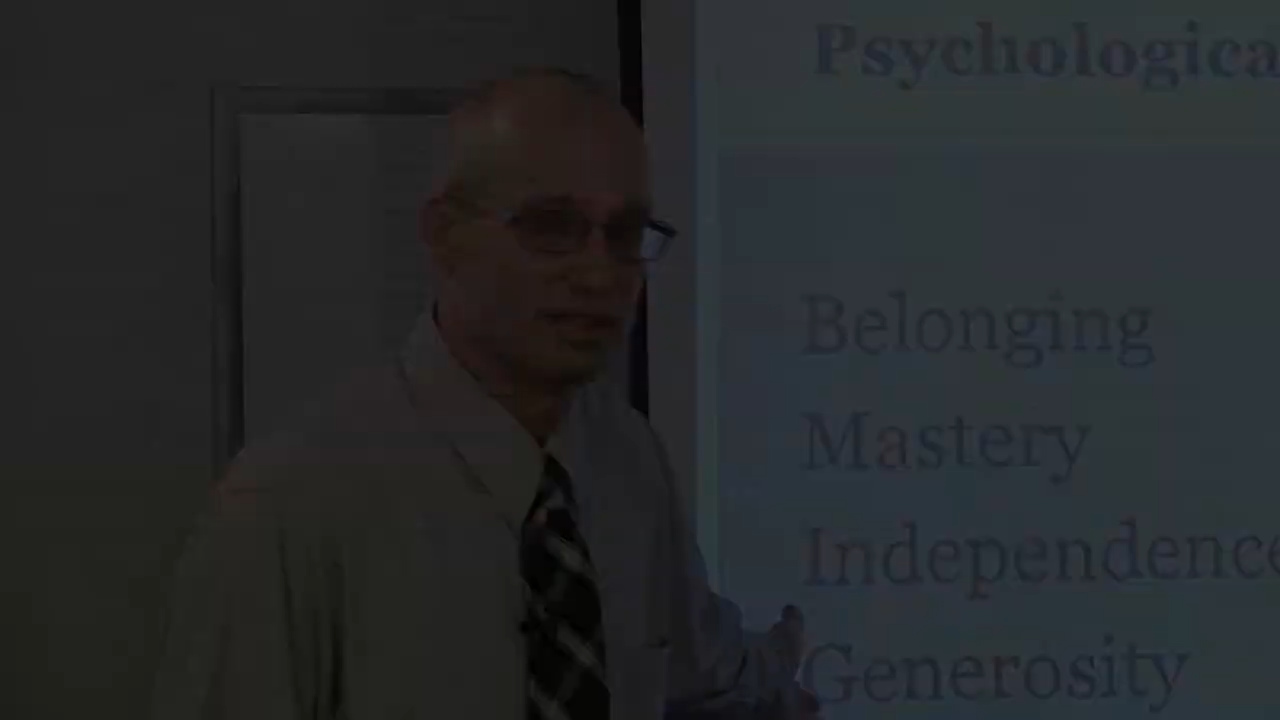 Psychologica
Belonging
Mastery
Independence
Generosity